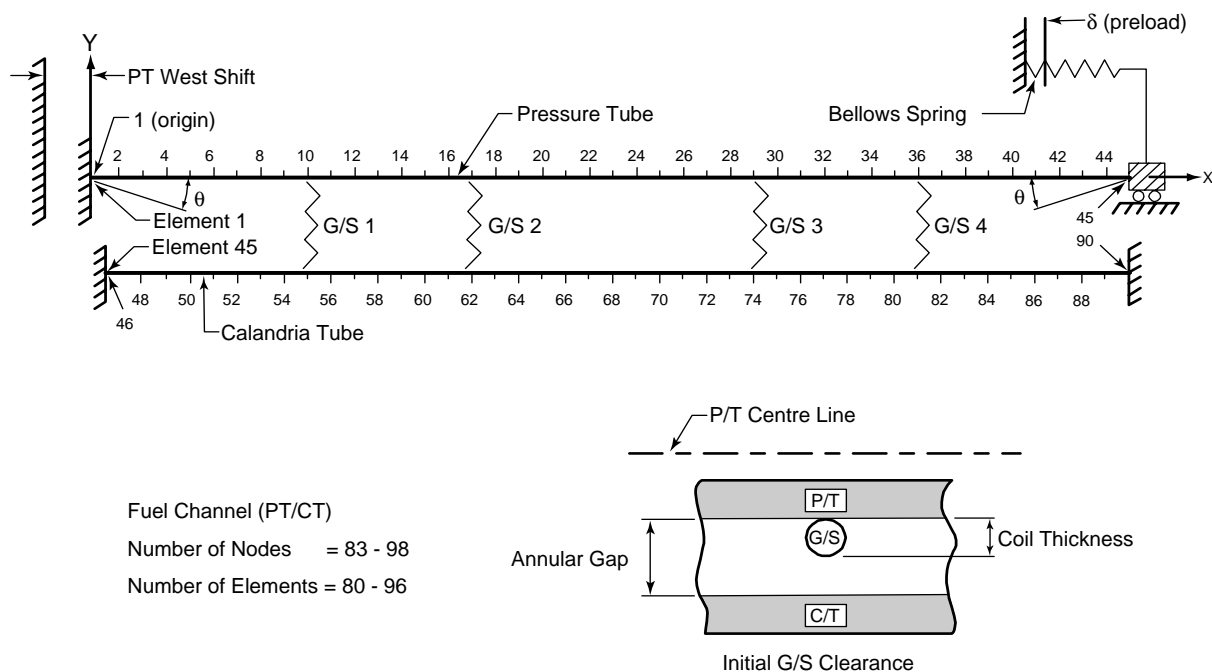 δ (preload)
Y
PT West Shift
Bellows Spring
1 (origin)
Pressure Tube
2 4 5 6 8 10 12 14 16 17 18 20 22 24 26 28 29 30 32 34 36 38 40 42 44
X
θ
θ
Element 1
G/S 1
G/S 2
G/S 3
G/S 4
45
Element 45
90
48 50 52 54 56 58 60 62 64 66 68 70 72 74 76 78 80 82 84 86 88
46
Calandria Tube
P/T Centre Line
Fuel Channel (PT/CT)
Number of Nodes = 83 - 98
Number of Elements = 80 - 96
P/T
G/S
Coil Thickness
Annular Gap
C/T
Initial G/S Clearance